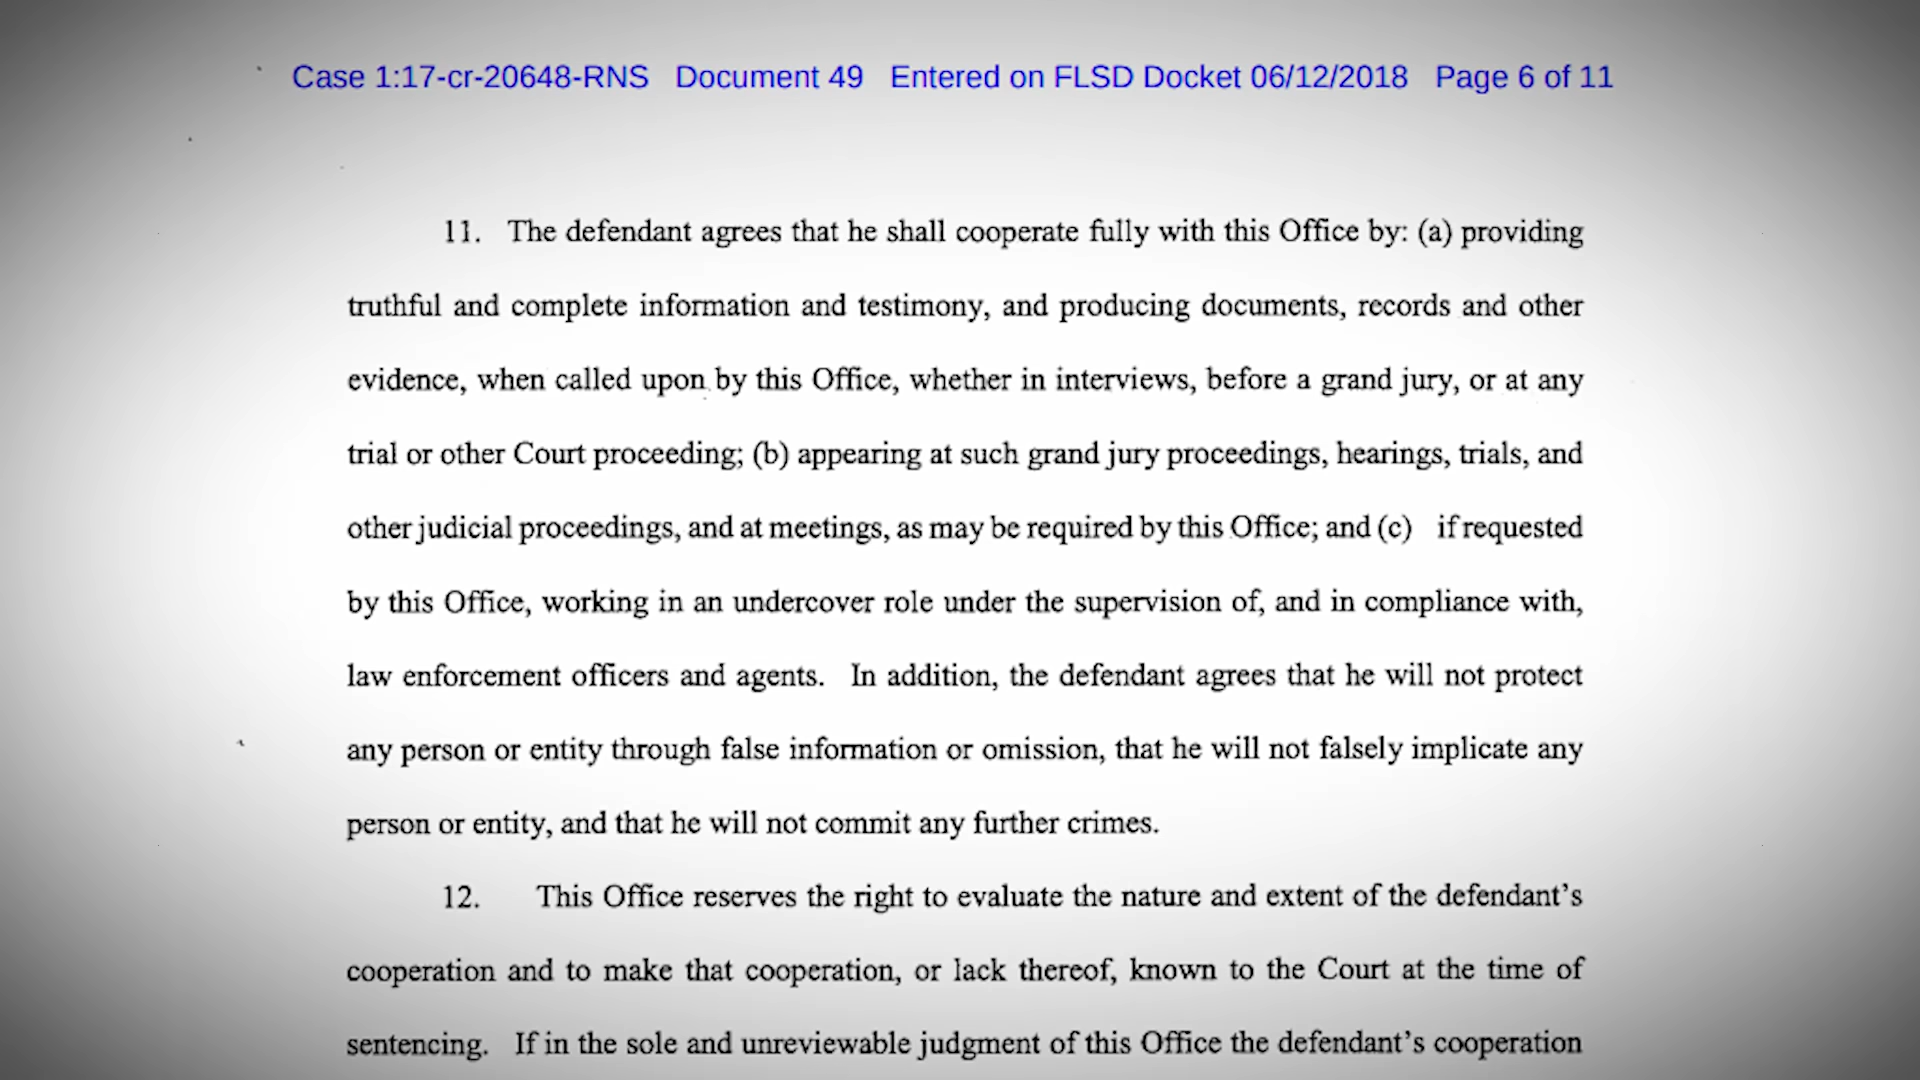 Case 1:17-cr-20648-RNS Document 49 Entered on FLSD Docket 06/12/2018 Page 6 of 11
11. The defendant agrees that he shall cooperate fully with this Office by: (a) providing
truthful and complete information and testimony, and producing documents, records and other
evidence, when called upon by this Office, whether in interviews, before a grand jury, or at any
trial or other Court proceeding; (b) appearing at such grand jury proceedings, hearings, trials, and
other judicial proceedings, and at meetings, as may be required by this Office; and (c) if requested
by this Office, working in an undercover role under the supervision of, and in compliance with,
law enforcement officers and agents. In addition, the defendant agrees that he will not protect
any person or entity through false information or omission, that he will not falsely implicate any
person or entity, and that he will not commit any further crimes.
12. This Office reserves the right to evaluate the nature and extent of the defendant's
cooperation and to make that cooperation, or lack thereof, known to the Court at the time of
sentencing. If in the sole and unreviewable judgment of this Office the defendant's cooperation